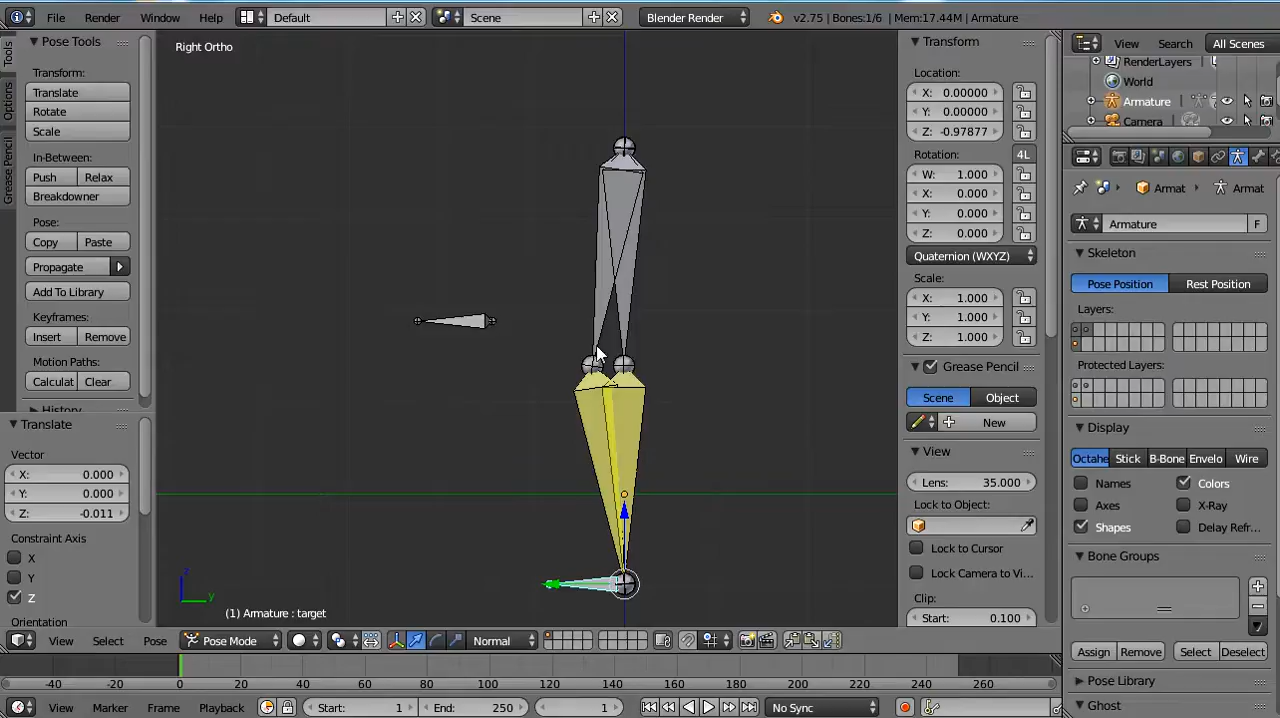 File Render Window Help Default Scene Blender Render v2.75 | Bones:1/6 | Mem:17.44M | Armature
Tools
Options
Grease Pencil
Pose Tools
Transform:
Translate
Rotate
Scale
In-Between:
Push Relax
Breakdowner
Pose:
Copy Paste
Propagate
Add To Library
Keyframes:
Insert Remove
Motion Paths:
Calculat Clear
History
Translate
Vector
X: 0.000
Y: 0.000
Z: -0.011
Constraint Axis
X
Y
Z
Orientation
Right Ortho
z
y
(1) Armature : target
View Select Pose Pose Mode Normal
Transform
Location:
X: 0.00000
Y: 0.00000
Z: -0.97877
Rotation: 4L
W: 1.000
X: 0.000
Y: 0.000
Z: 0.000
Quaternion (WXYZ)
Scale:
X: 1.000
Y: 1.000
Z: 1.000
Grease Pencil
Scene Object
New
View
Lens: 35.000
Lock to Object:
Lock to Cursor
Lock Camera to Vi...
Clip:
Start: 0.100
View Search All Scenes
RenderLayers
World
Armature
Camera
Armat Armat
Armature F
Skeleton
Pose Position Rest Position
Layers:
Protected Layers:
Display
Octahe Stick B-Bone Envelo Wire
Names Colors
Axes X-Ray
Shapes Delay Refr...
Bone Groups
Assign Remove Select Deselect
Pose Library
Ghost
-40 -20 0 20 40 60 80 100 120 140 160 180 200 220 240 260
View Marker Frame Playback Start: 1 End: 250 1 No Sync